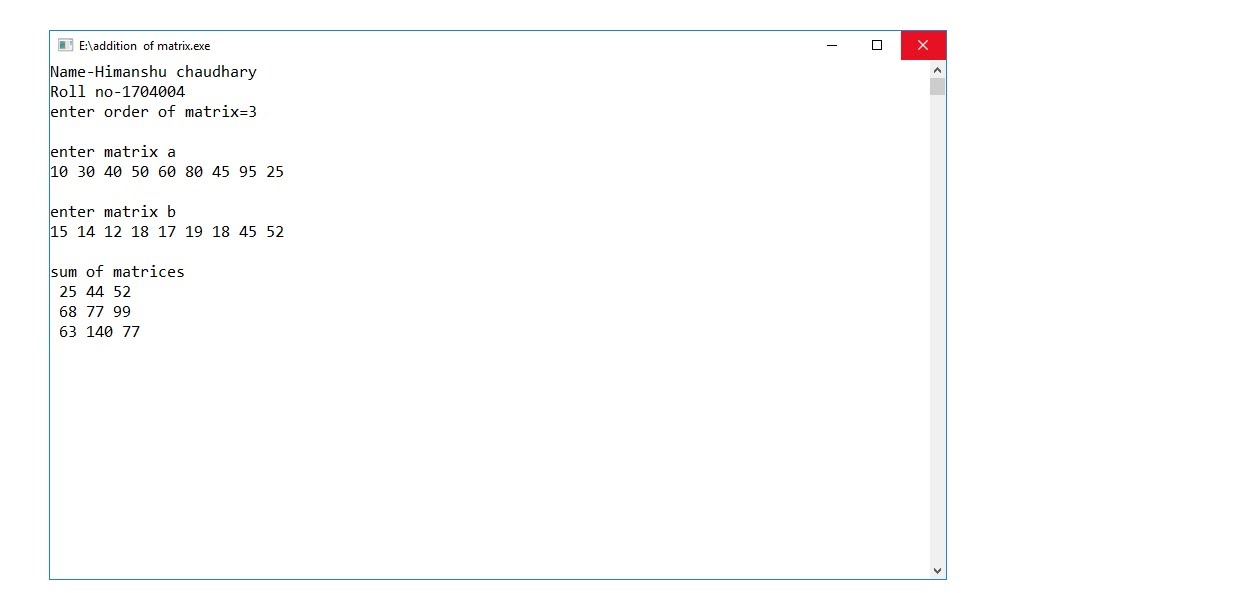 E:\addition  of matrix.exe
Name-Himanshu chaudhary
Roll no-1704004
enter order of matrix=3
enter matrix a
10 30 40 50 60 80 45 95 25
enter matrix b
15 14 12 18 17 19 18 45 52
sum of matrices
25 44 52
68 77 99
63 140 77